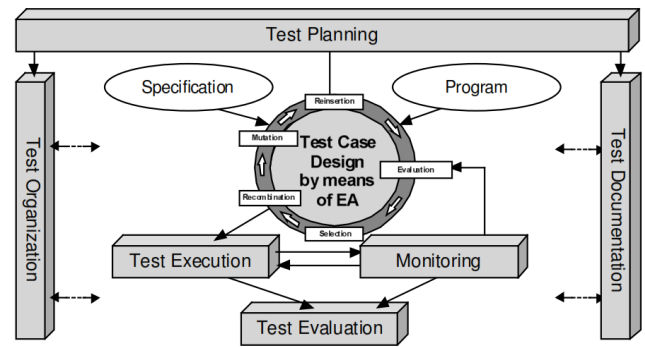 Test Planning
Specification
Program
Reinsertion
Mutation
Test Case
Design
by means
of EA
Evaluation
Recombination
Selection
Test Organization
Test Documentation
Test Execution
Monitoring
Test Evaluation